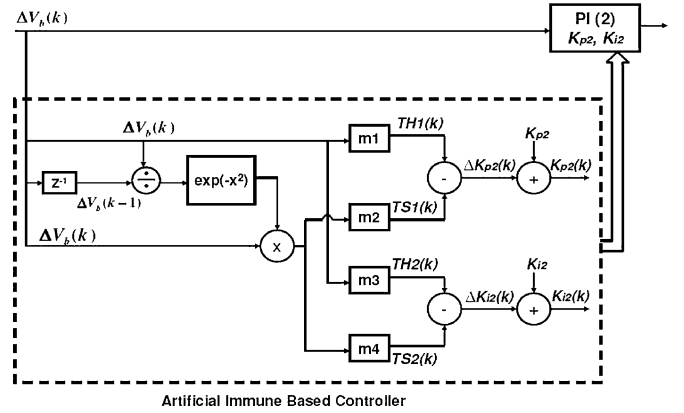 ΔV_b(k)
PI (2)
K_p2, K_i2
ΔV_b(k)
m1
TH1(k)
K_p2
z⁻¹
÷
exp(-x²)
-
ΔK_p2(k)
+
K_p2(k)
ΔV_b(k−1)
m2
TS1(k)
ΔV_b(k)
x
m3
TH2(k)
K_i2
-
ΔK_i2(k)
+
K_i2(k)
m4
TS2(k)
Artificial Immune Based Controller